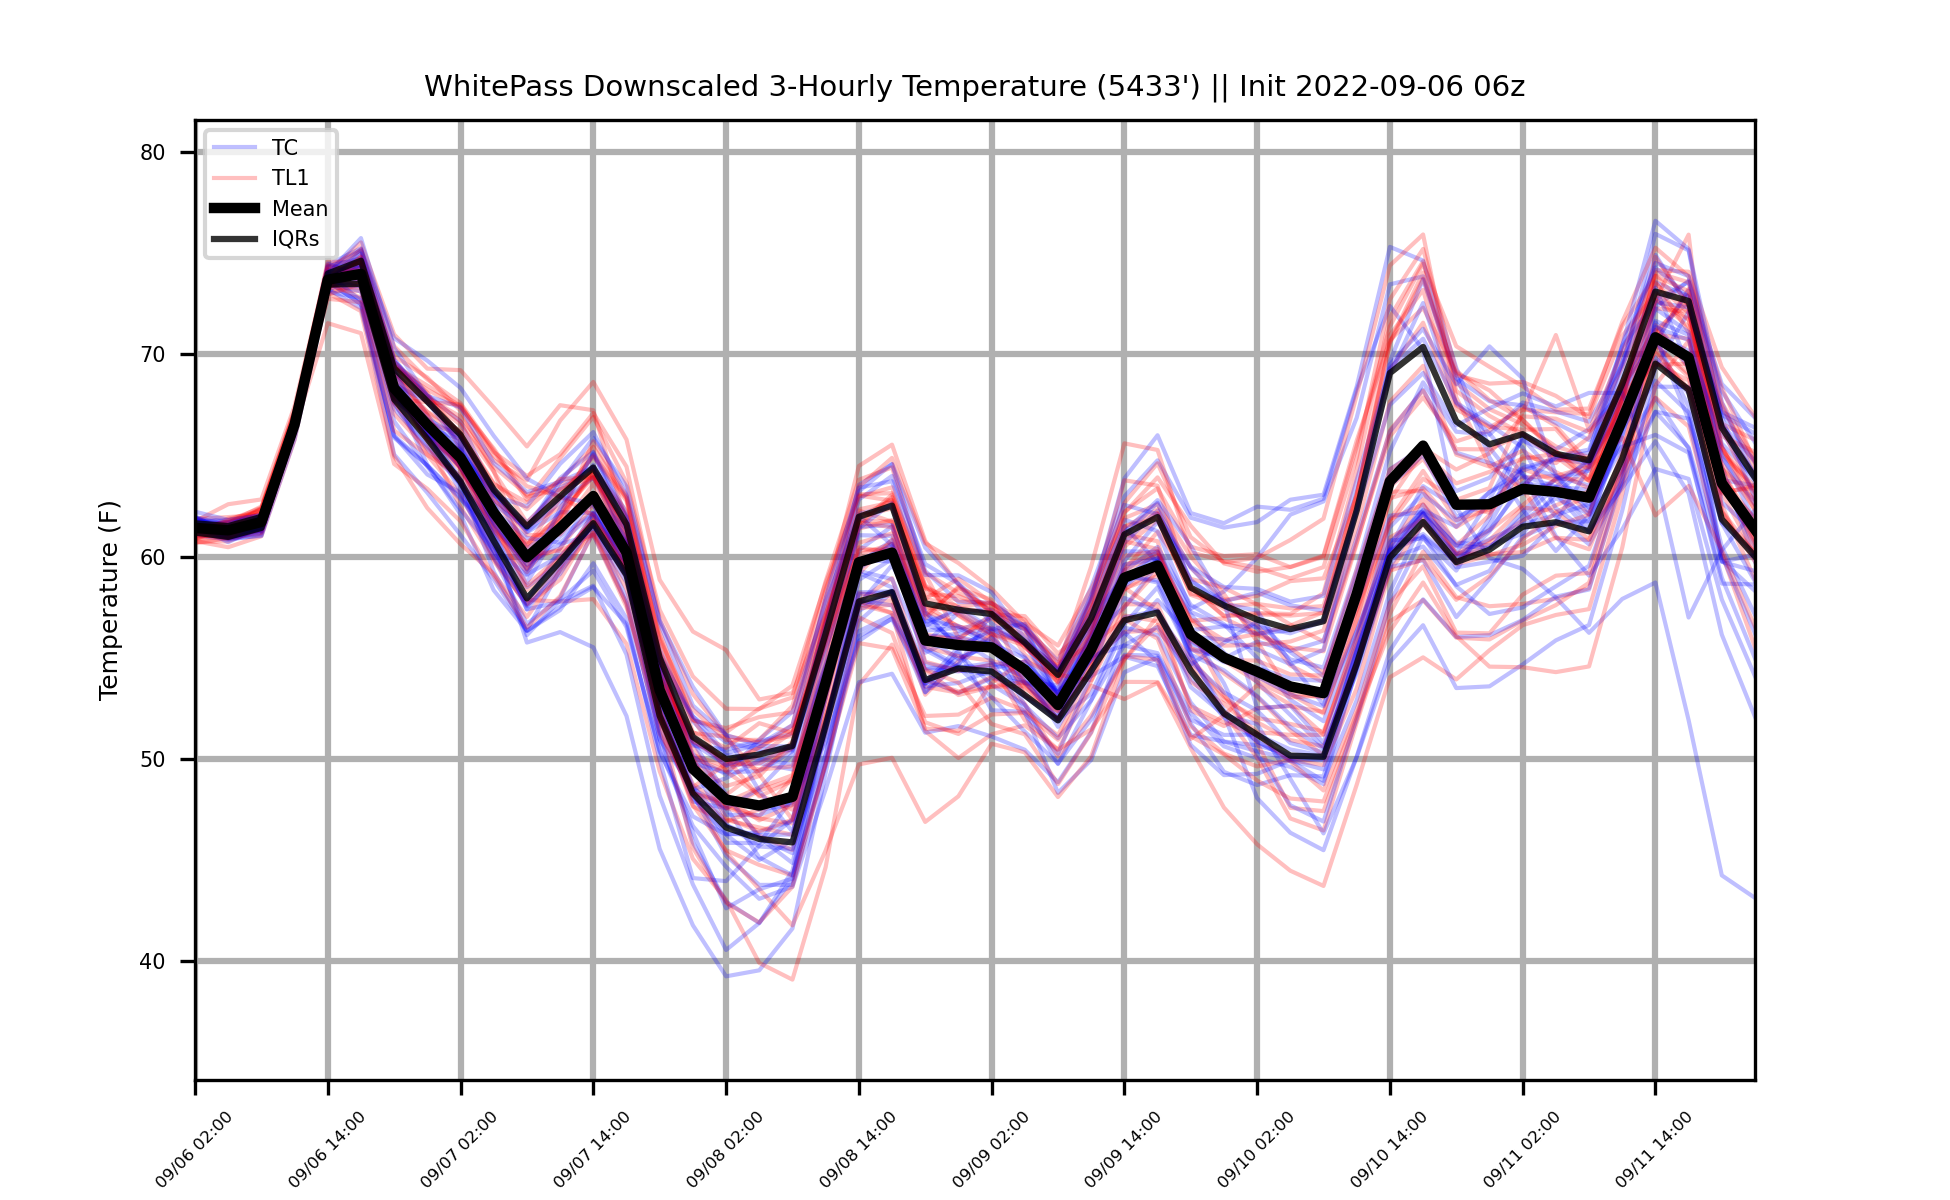 WhitePass Downscaled 3-Hourly Temperature (5433') || Init 2022-09-06 06z
TC
TL1
Mean
IQRs
Temperature (F)
80
70
60
50
40
09/06 02:00
09/06 14:00
09/07 02:00
09/07 14:00
09/08 02:00
09/08 14:00
09/09 02:00
09/09 14:00
09/10 02:00
09/10 14:00
09/11 02:00
09/11 14:00